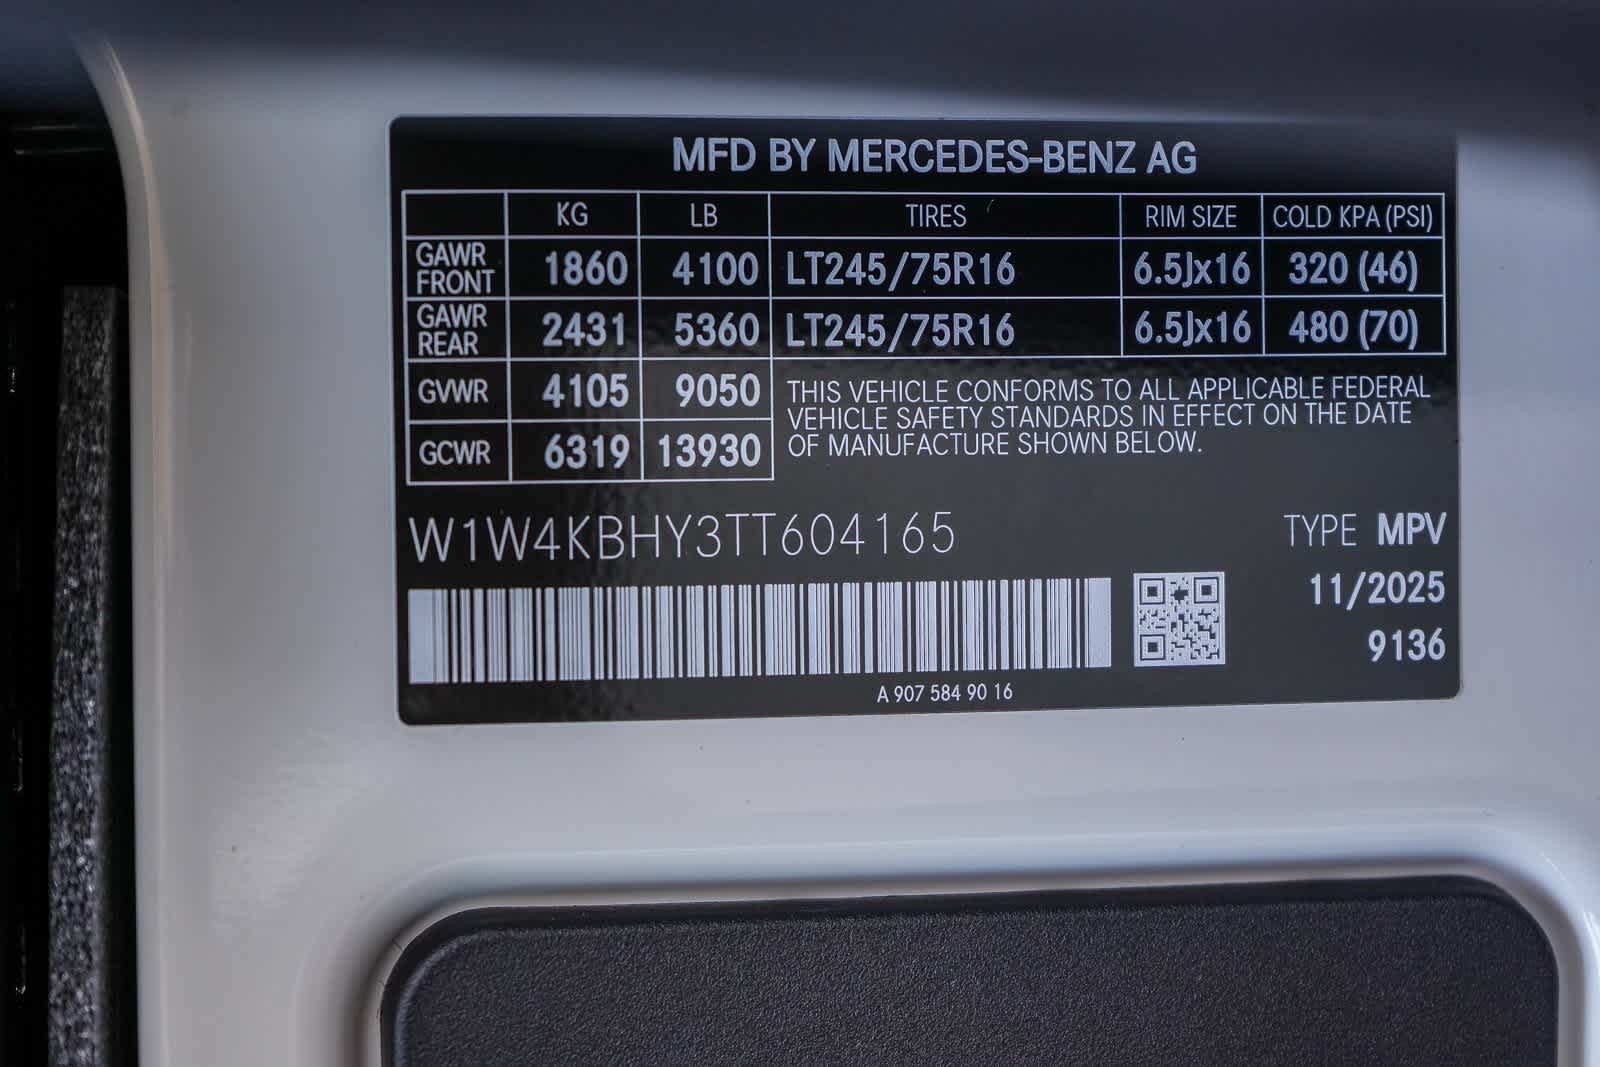 MFD BY MERCEDES-BENZ AG
KG LB TIRES RIM SIZE COLD KPA (PSI)
GAWR FRONT 1860 4100 LT245/75R16 6.5Jx16 320 (46)
GAWR REAR 2431 5360 LT245/75R16 6.5Jx16 480 (70)
GVWR 4105 9050
GCWR 6319 13930
THIS VEHICLE CONFORMS TO ALL APPLICABLE FEDERAL
VEHICLE SAFETY STANDARDS IN EFFECT ON THE DATE
OF MANUFACTURE SHOWN BELOW.
W1W4KBHY3TT604165
TYPE MPV
11/2025
9136
A 907 584 90 16